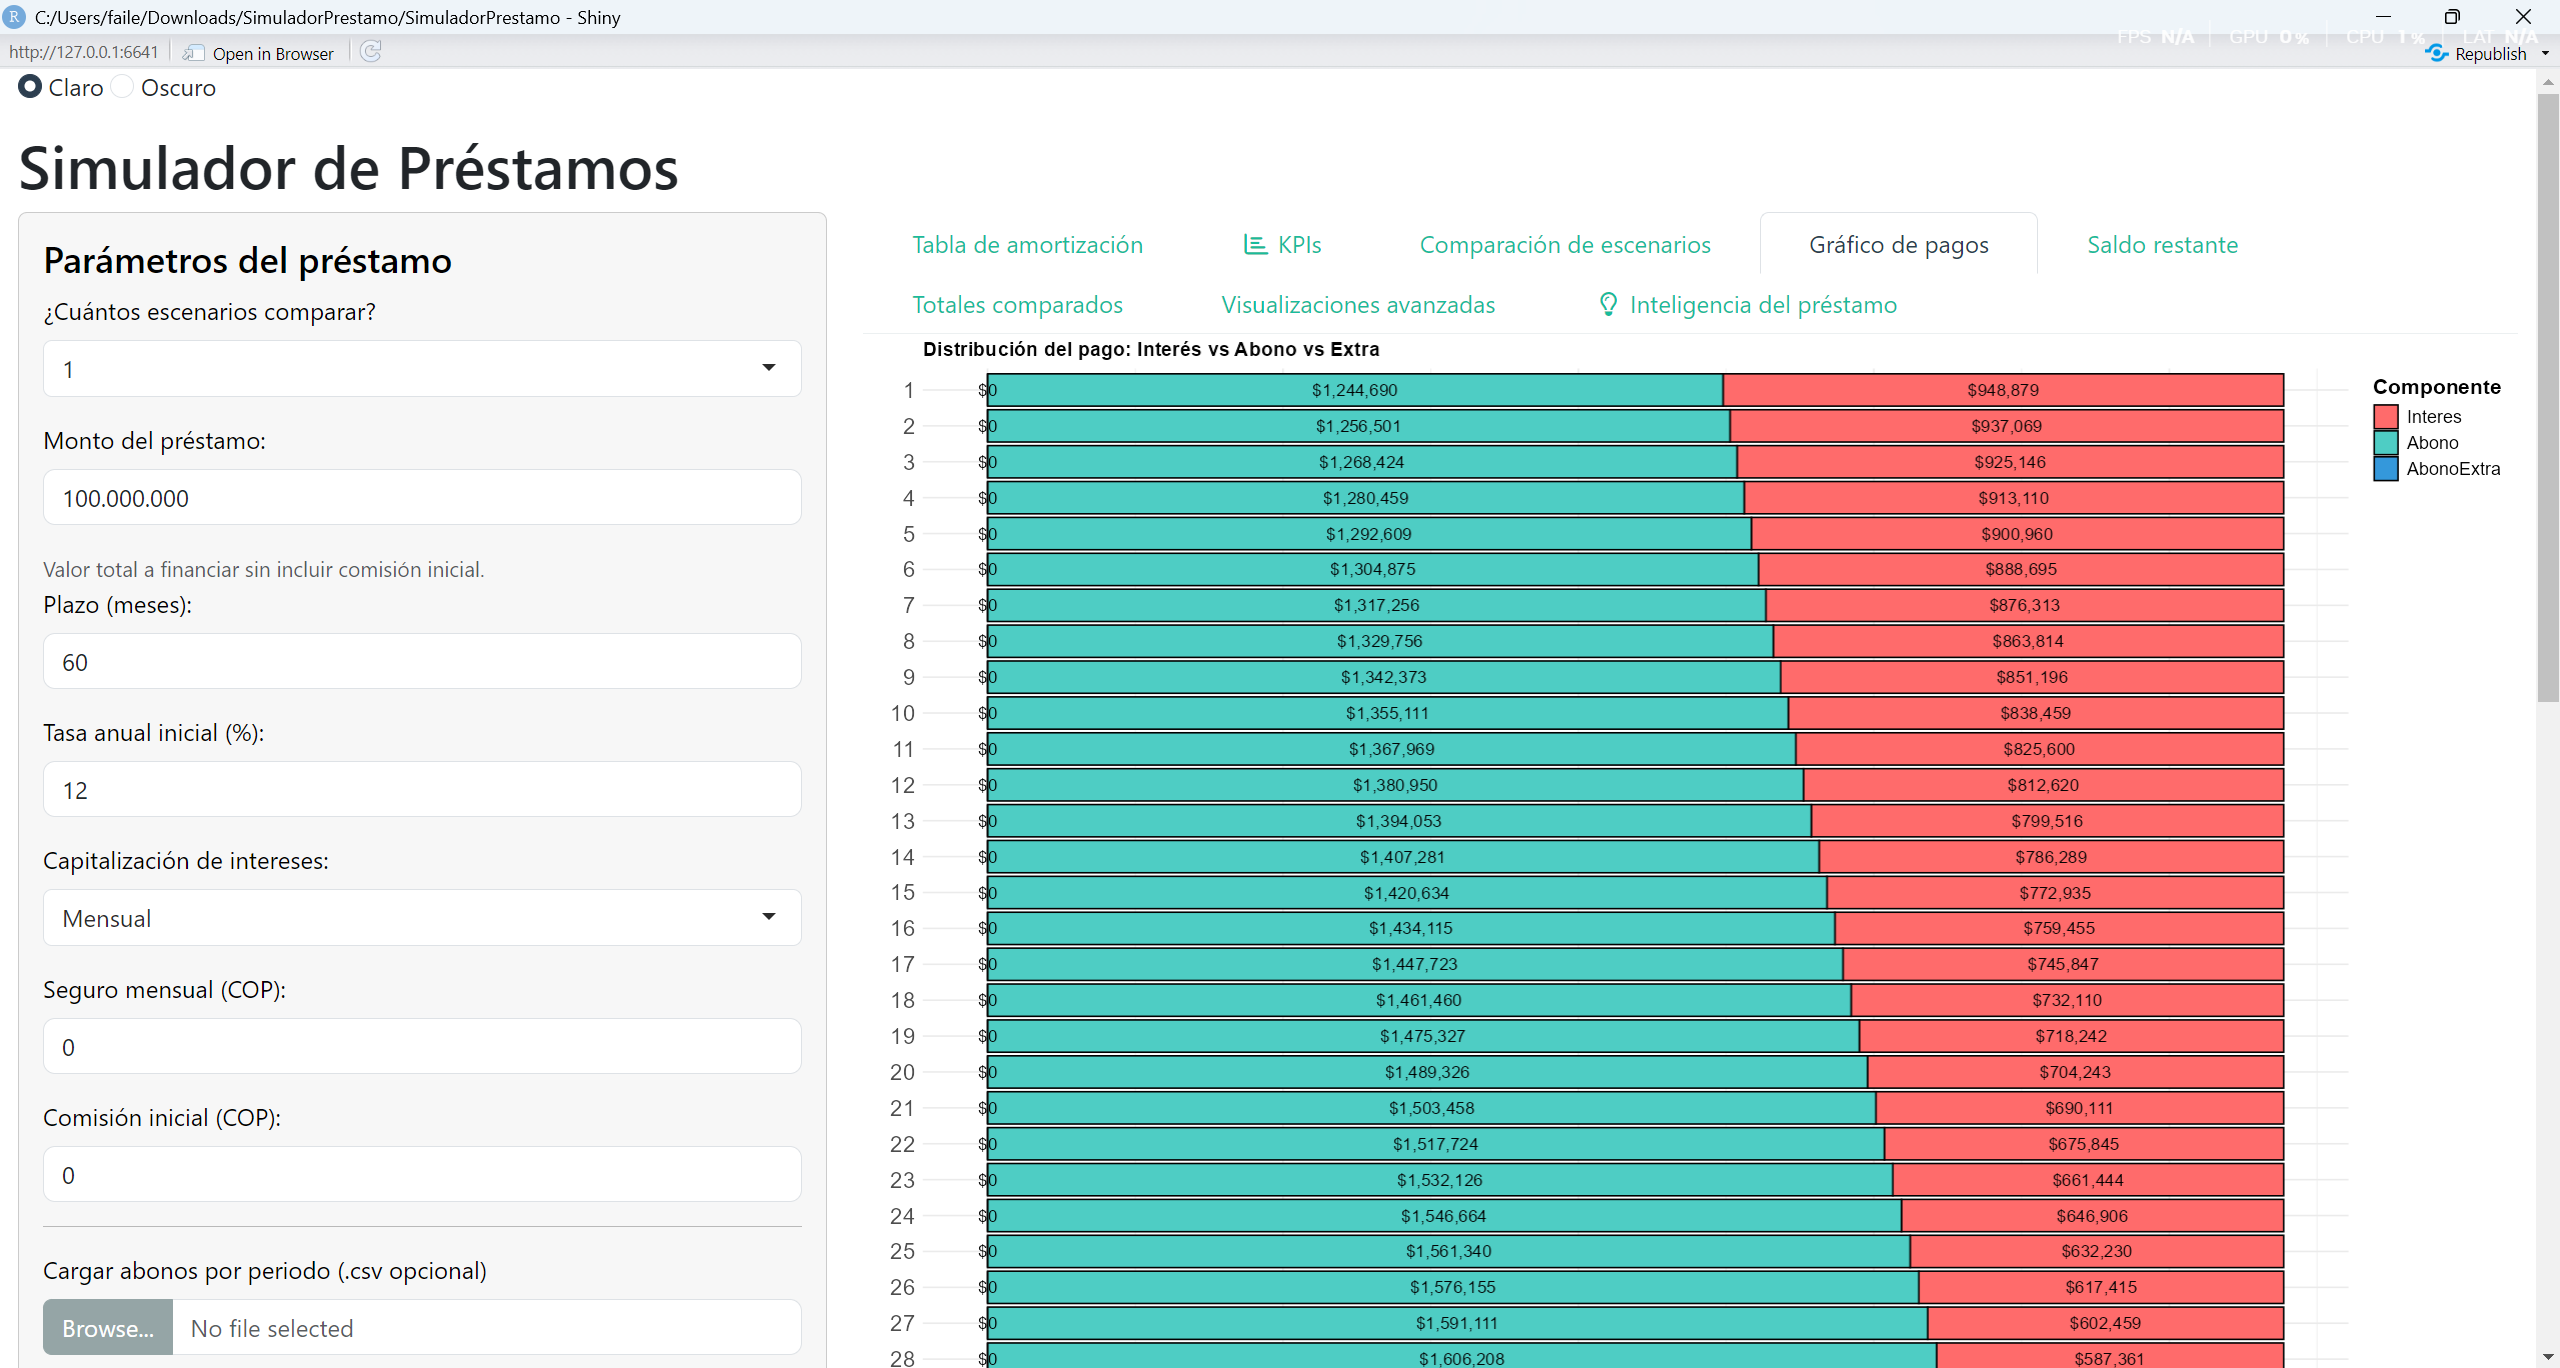 C:/Users/faile/Downloads/SimuladorPrestamo/SimuladorPrestamo - Shiny
FPS N/A GPU 0% CPU 1% LAT N/A
http://127.0.0.1:6641 Open in Browser Republish
Claro Oscuro
Simulador de Préstamos
Parámetros del préstamo
¿Cuántos escenarios comparar?
1
Monto del préstamo:
100.000.000
Valor total a financiar sin incluir comisión inicial.
Plazo (meses):
60
Tasa anual inicial (%):
12
Capitalización de intereses:
Mensual
Seguro mensual (COP):
0
Comisión inicial (COP):
0
Cargar abonos por periodo (.csv opcional)
Browse... No file selected
Tabla de amortización KPIs Comparación de escenarios Gráfico de pagos Saldo restante
Totales comparados Visualizaciones avanzadas Inteligencia del préstamo
Distribución del pago: Interés vs Abono vs Extra
1 $0 $1,244,690 $948,879
2 $0 $1,256,501 $937,069
3 $0 $1,268,424 $925,146
4 $0 $1,280,459 $913,110
5 $0 $1,292,609 $900,960
6 $0 $1,304,875 $888,695
7 $0 $1,317,256 $876,313
8 $0 $1,329,756 $863,814
9 $0 $1,342,373 $851,196
10 $0 $1,355,111 $838,459
11 $0 $1,367,969 $825,600
12 $0 $1,380,950 $812,620
13 $0 $1,394,053 $799,516
14 $0 $1,407,281 $786,289
15 $0 $1,420,634 $772,935
16 $0 $1,434,115 $759,455
17 $0 $1,447,723 $745,847
18 $0 $1,461,460 $732,110
19 $0 $1,475,327 $718,242
20 $0 $1,489,326 $704,243
21 $0 $1,503,458 $690,111
22 $0 $1,517,724 $675,845
23 $0 $1,532,126 $661,444
24 $0 $1,546,664 $646,906
25 $0 $1,561,340 $632,230
26 $0 $1,576,155 $617,415
27 $0 $1,591,111 $602,459
28 $0 $1,606,208 $587,361
Componente
Interes
Abono
AbonoExtra